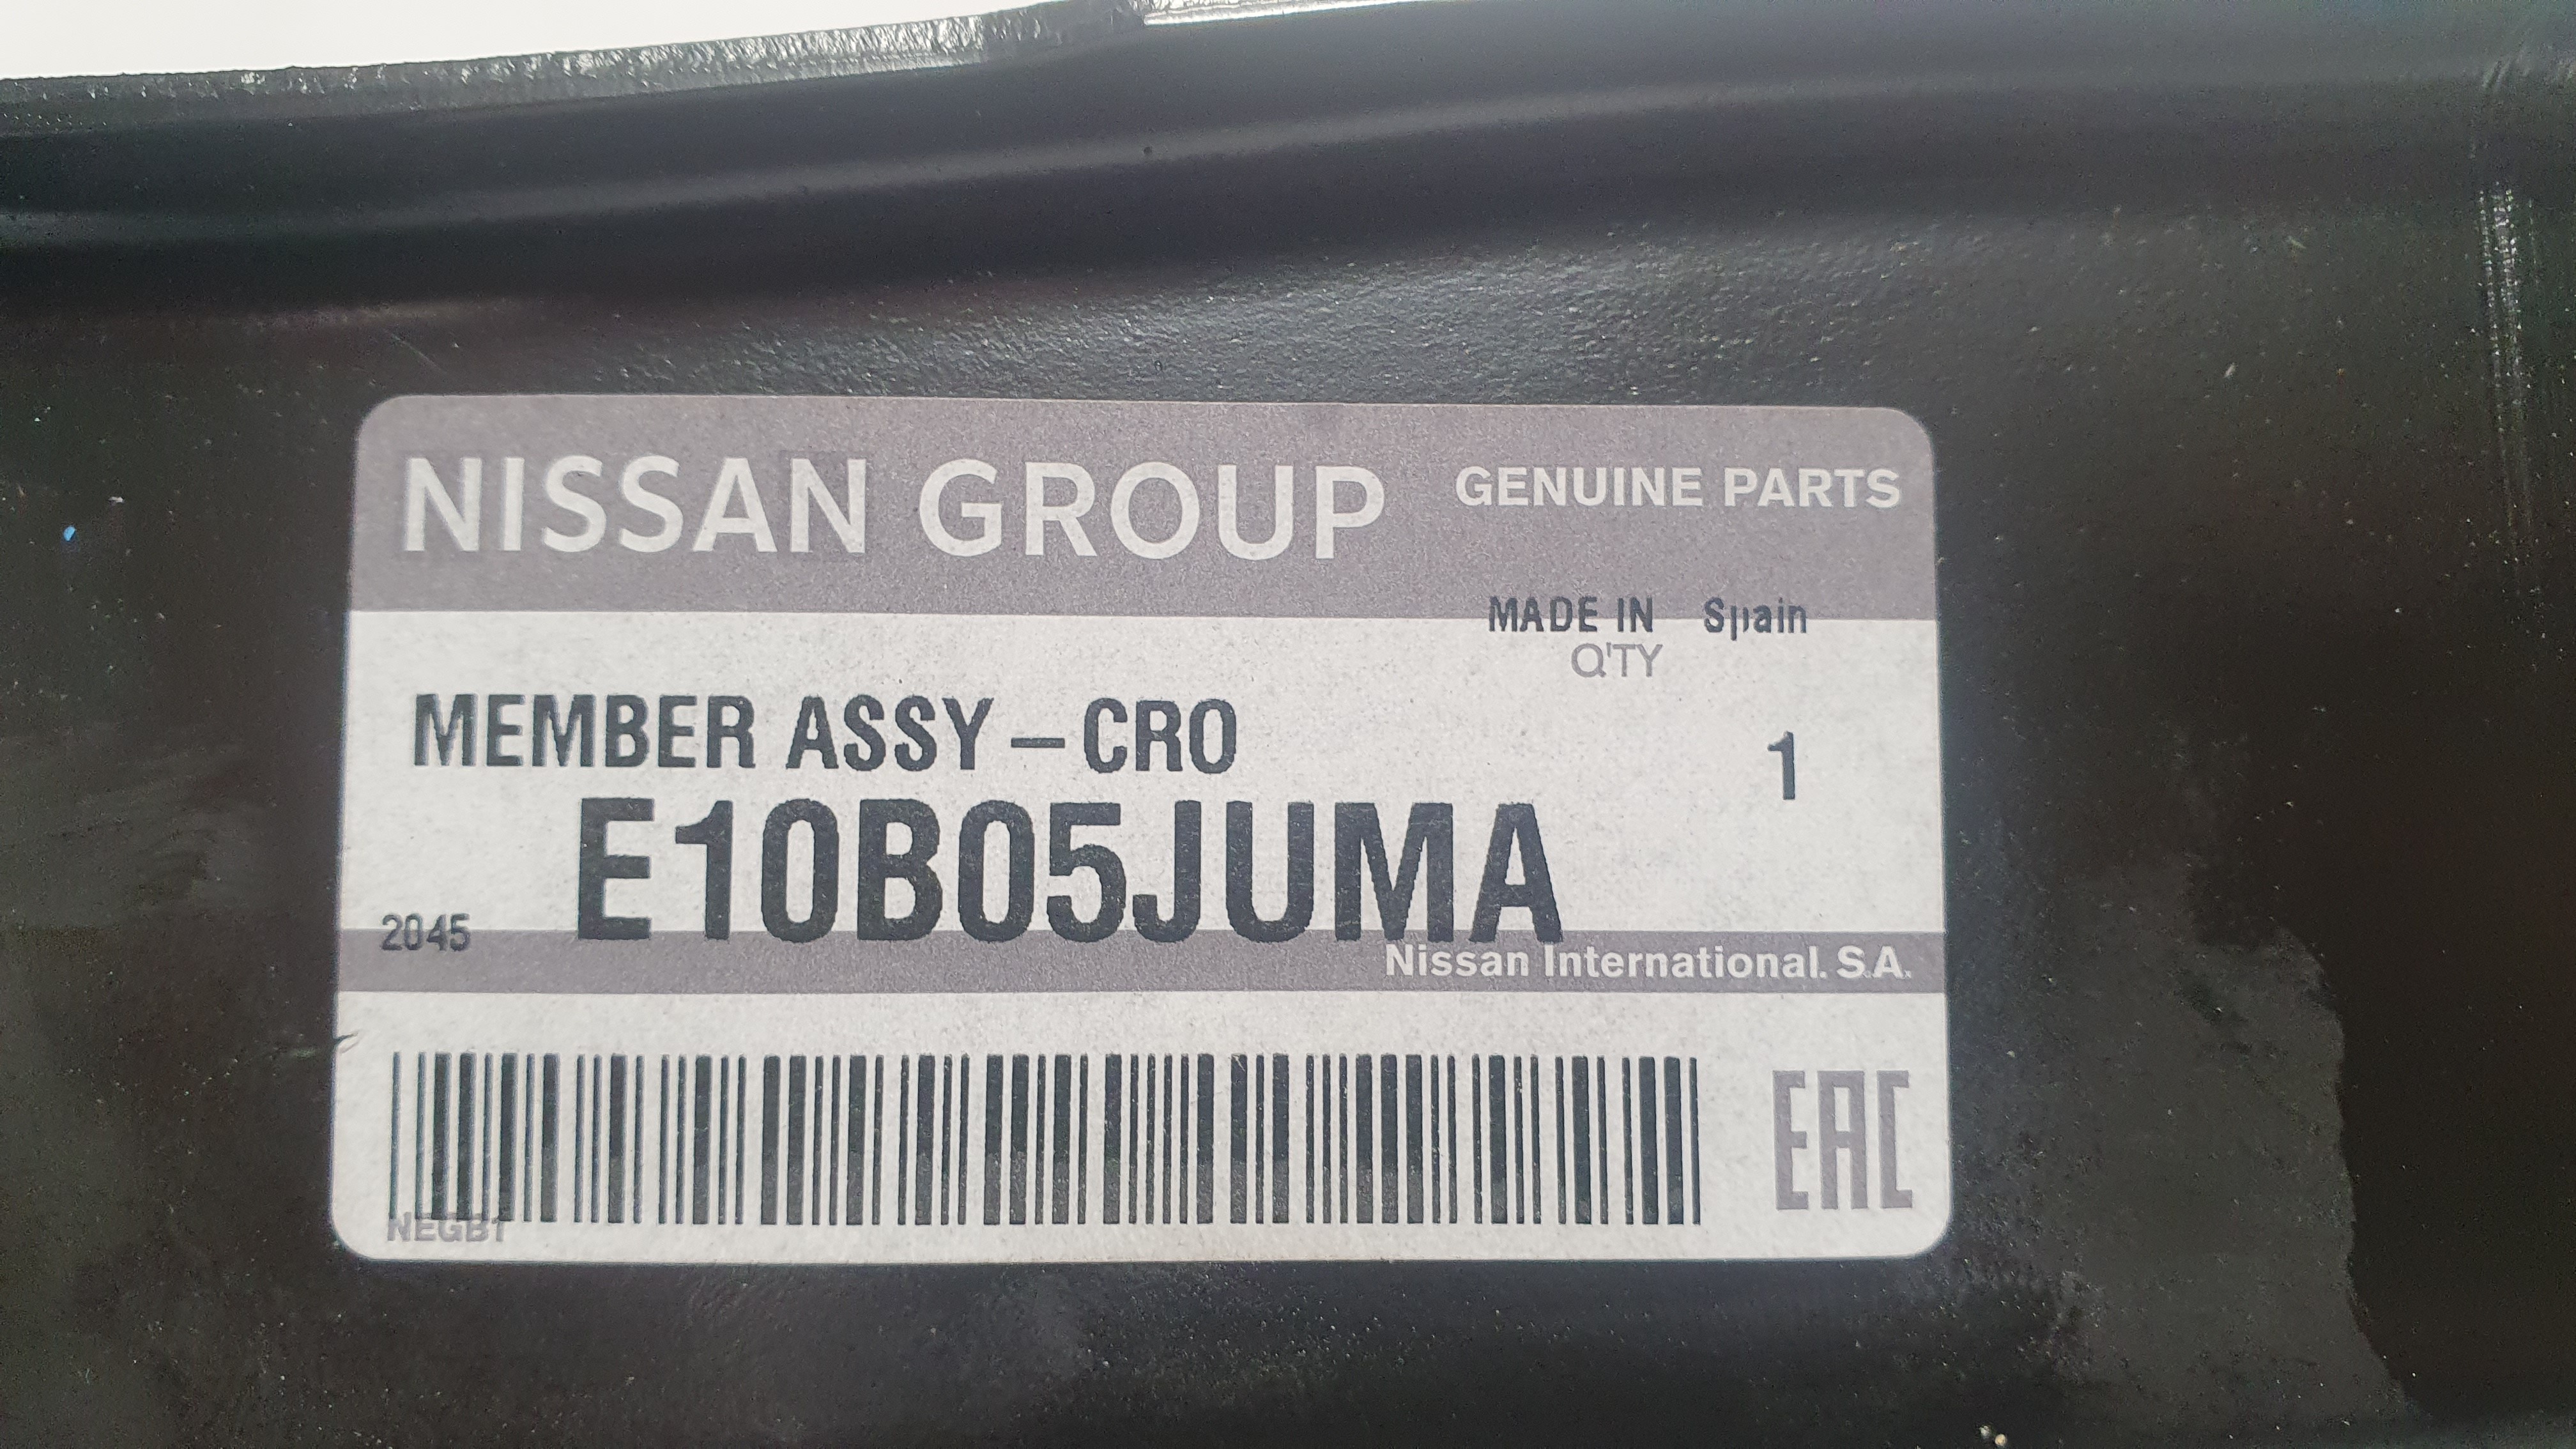 NISSAN GROUP GENUINE PARTS
MADE IN Spain
Q'TY
MEMBER ASSY-CRO
1
E10B05JUMA
2045
Nissan International. S.A.
EAC
NEGB1